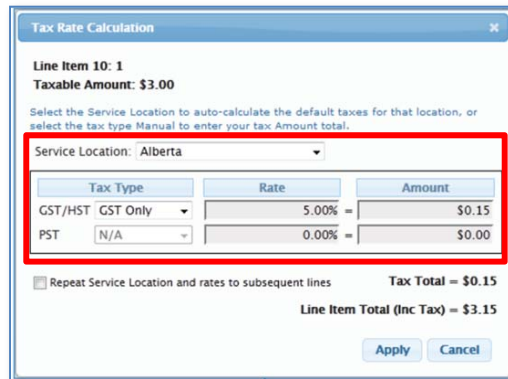 Tax Rate Calculation ×
Line Item 10: 1
Taxable Amount: $3.00
Select the Service Location to auto-calculate the default taxes for that location, or
select the tax type Manual to enter your tax Amount total.
Service Location: Alberta
Tax Type Rate Amount
GST/HST GST Only 5.00% = $0.15
PST N/A 0.00% = $0.00
Repeat Service Location and rates to subsequent lines Tax Total = $0.15
Line Item Total (Inc Tax) = $3.15
Apply Cancel